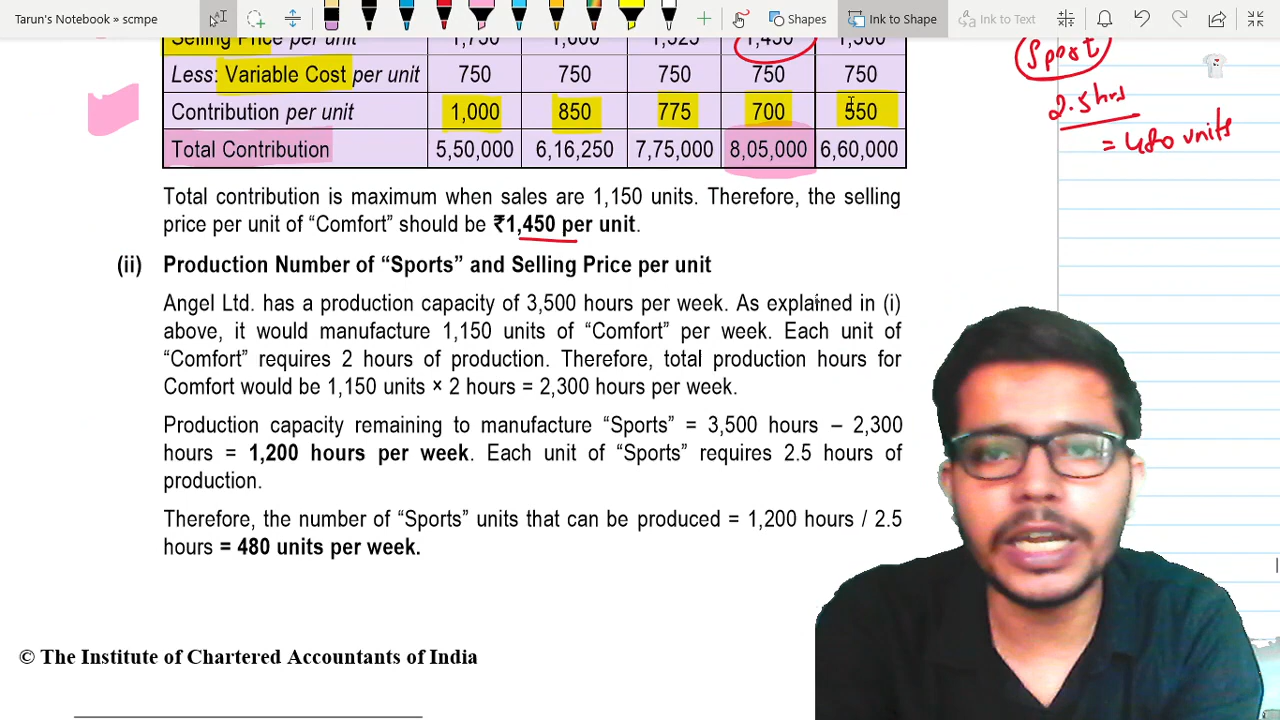 Tarun's Notebook » scmpe
Shapes
Ink to Shape
Ink to Text
Selling Price per unit 1,750 1,600 1,525 1,450 1,300
Less: Variable Cost per unit 750 750 750 750 750
Contribution per unit 1,000 850 775 700 550
Total Contribution 5,50,000 6,16,250 7,75,000 8,05,000 6,60,000
Sport
2.5 hrs
= 480 units
Total contribution is maximum when sales are 1,150 units. Therefore, the selling
price per unit of “Comfort” should be ₹1,450 per unit.
(ii) Production Number of “Sports” and Selling Price per unit
Angel Ltd. has a production capacity of 3,500 hours per week. As explained in (i)
above, it would manufacture 1,150 units of “Comfort” per week. Each unit of
“Comfort” requires 2 hours of production. Therefore, total production hours for
Comfort would be 1,150 units × 2 hours = 2,300 hours per week.
Production capacity remaining to manufacture “Sports” = 3,500 hours – 2,300
hours = 1,200 hours per week. Each unit of “Sports” requires 2.5 hours of
production.
Therefore, the number of “Sports” units that can be produced = 1,200 hours / 2.5
hours = 480 units per week.
© The Institute of Chartered Accountants of India